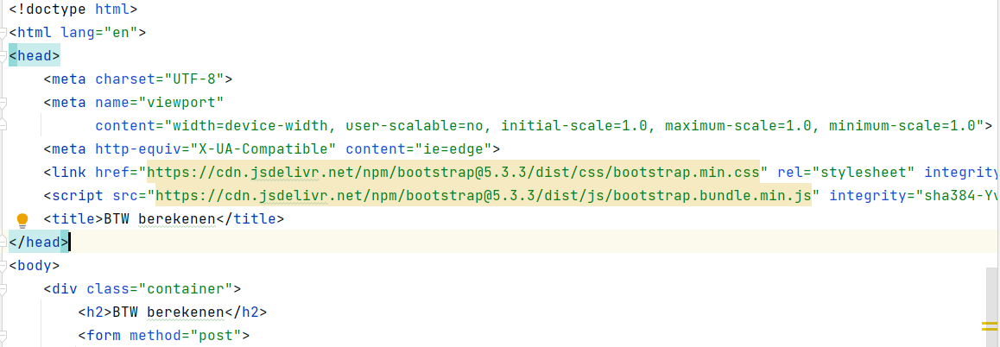 <!doctype html>
<html lang="en">
<head>
    <meta charset="UTF-8">
    <meta name="viewport"
          content="width=device-width, user-scalable=no, initial-scale=1.0, maximum-scale=1.0, minimum-scale=1.0">
    <meta http-equiv="X-UA-Compatible" content="ie=edge">
    <link href="https://cdn.jsdelivr.net/npm/bootstrap@5.3.3/dist/css/bootstrap.min.css" rel="stylesheet" integrity
    <script src="https://cdn.jsdelivr.net/npm/bootstrap@5.3.3/dist/js/bootstrap.bundle.min.js" integrity="sha384-Yv
    <title>BTW berekenen</title>
</head>
<body>
    <div class="container">
        <h2>BTW berekenen</h2>
        <form method="post">